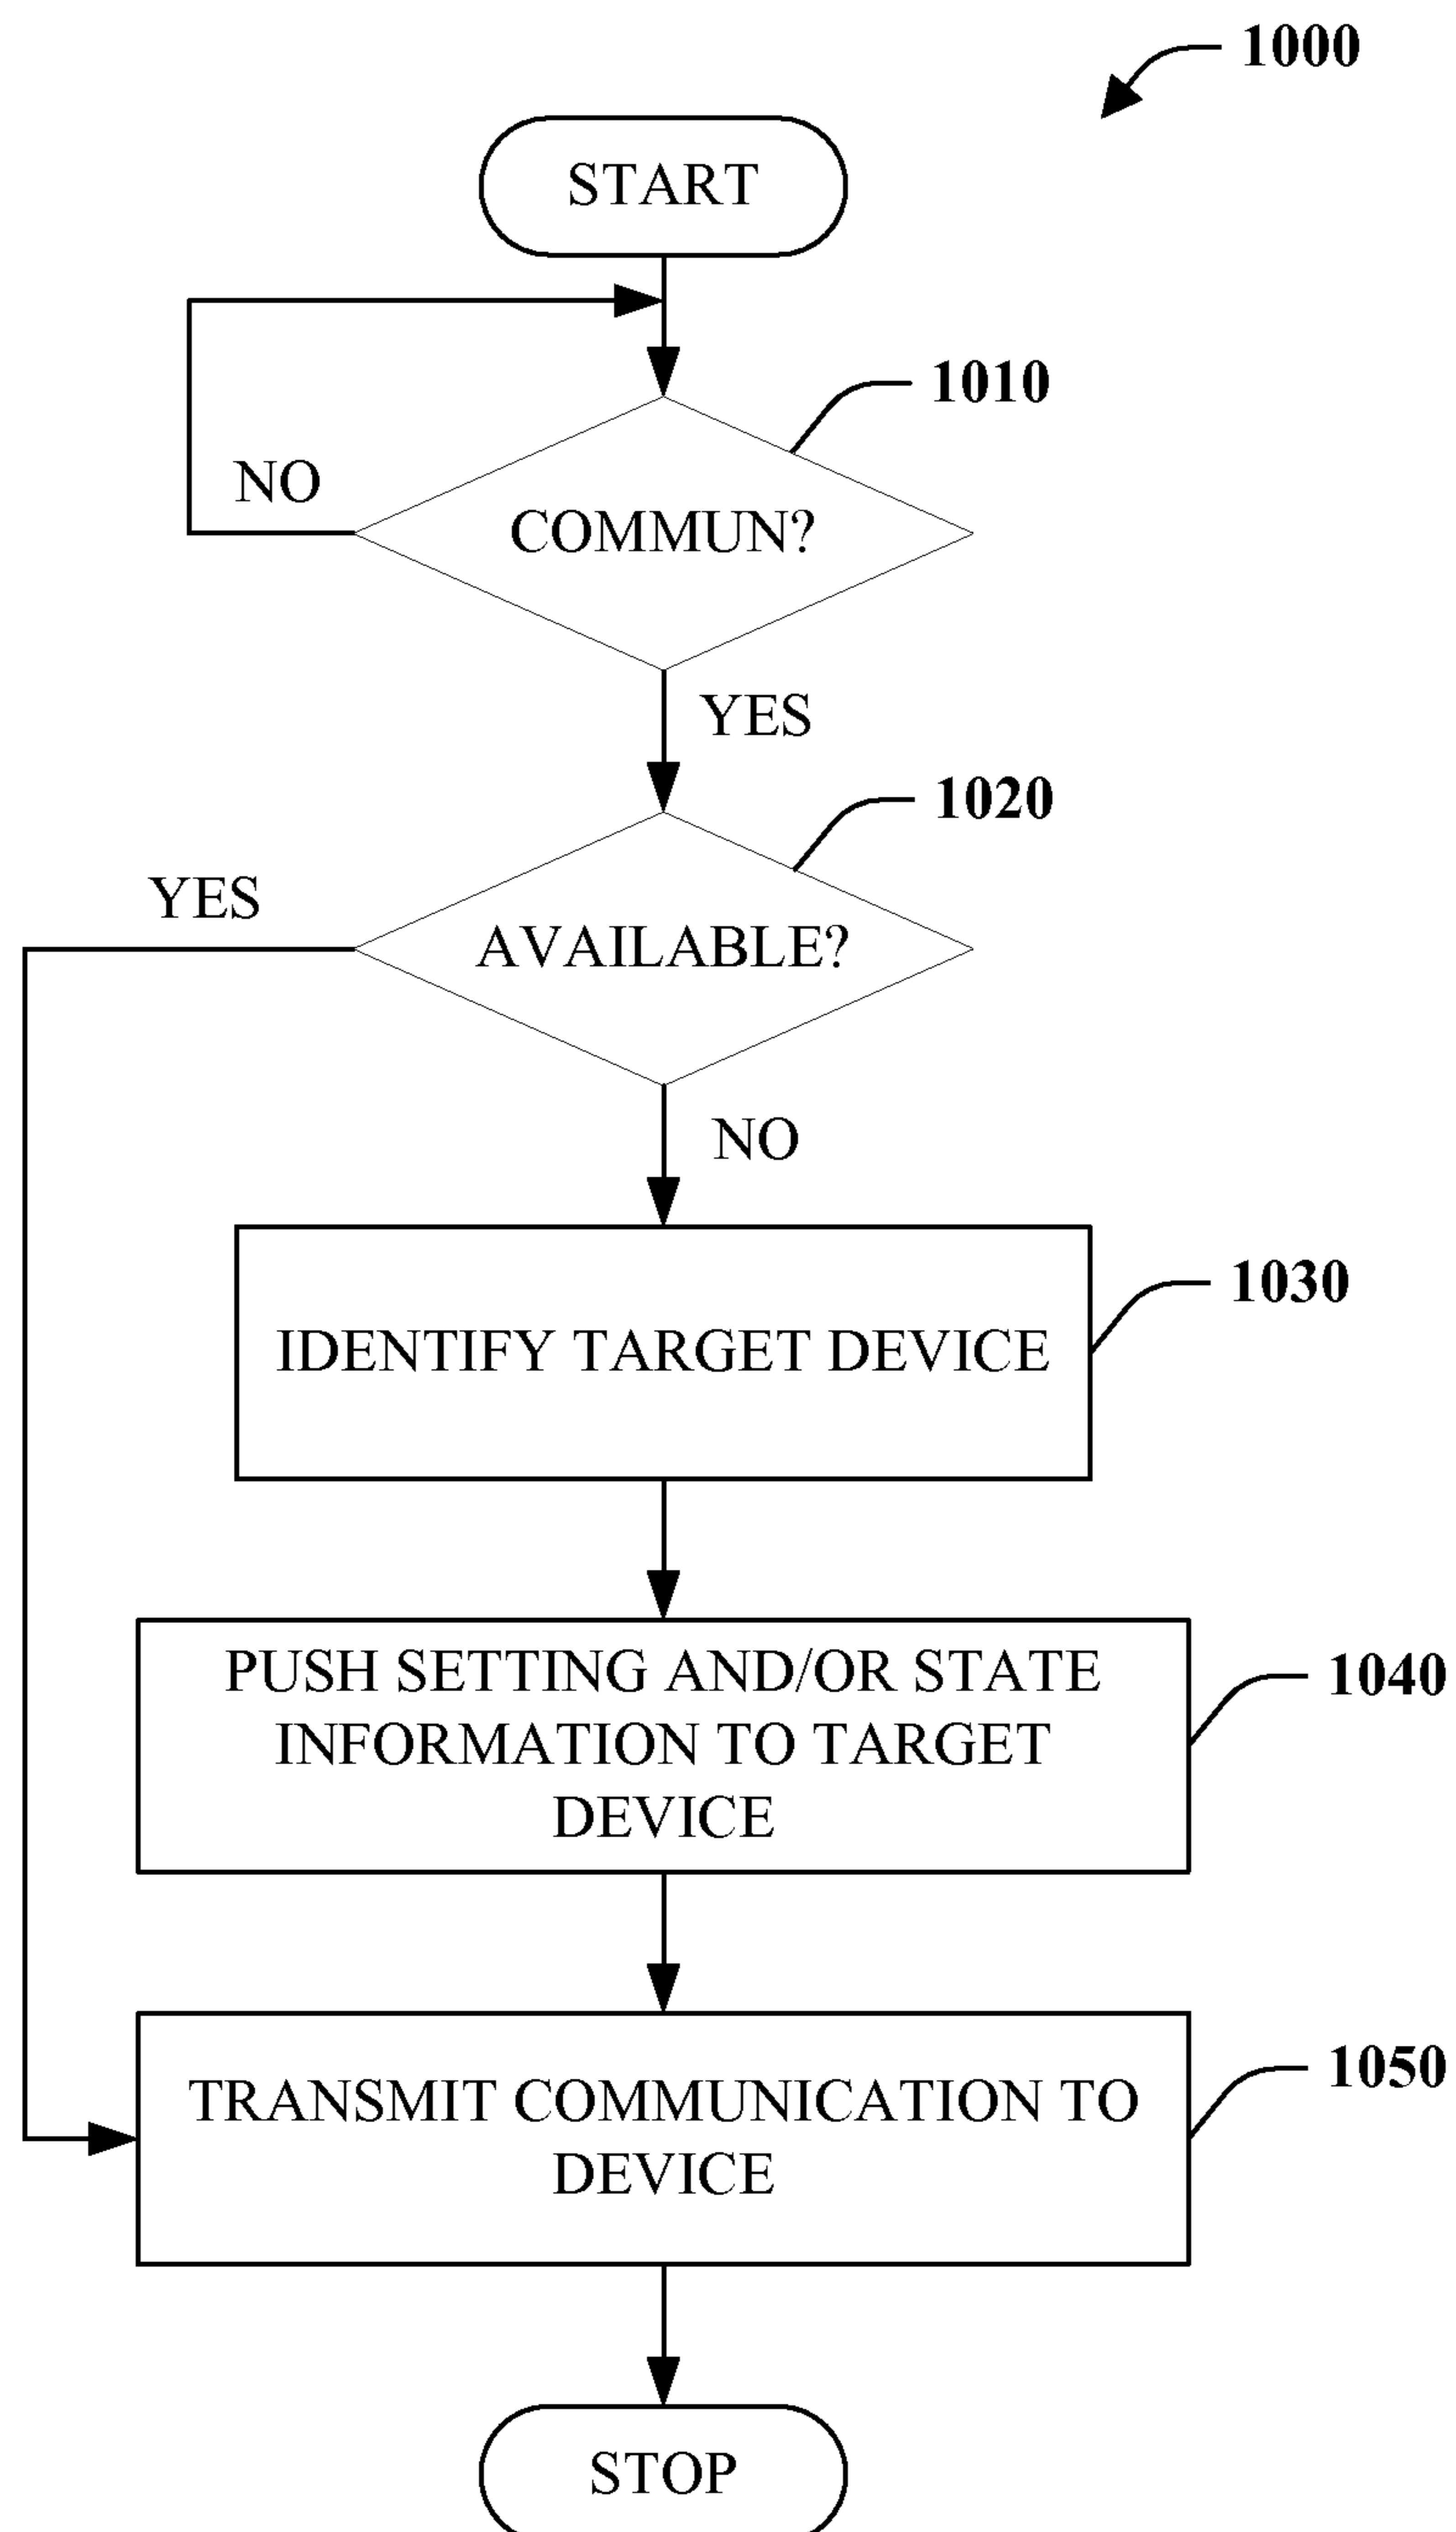 1000
START
1010
NO
COMMUN?
YES
1020
YES
AVAILABLE?
NO
1030
IDENTIFY TARGET DEVICE
1040
PUSH SETTING AND/OR STATE
INFORMATION TO TARGET
DEVICE
1050
TRANSMIT COMMUNICATION TO
DEVICE
STOP